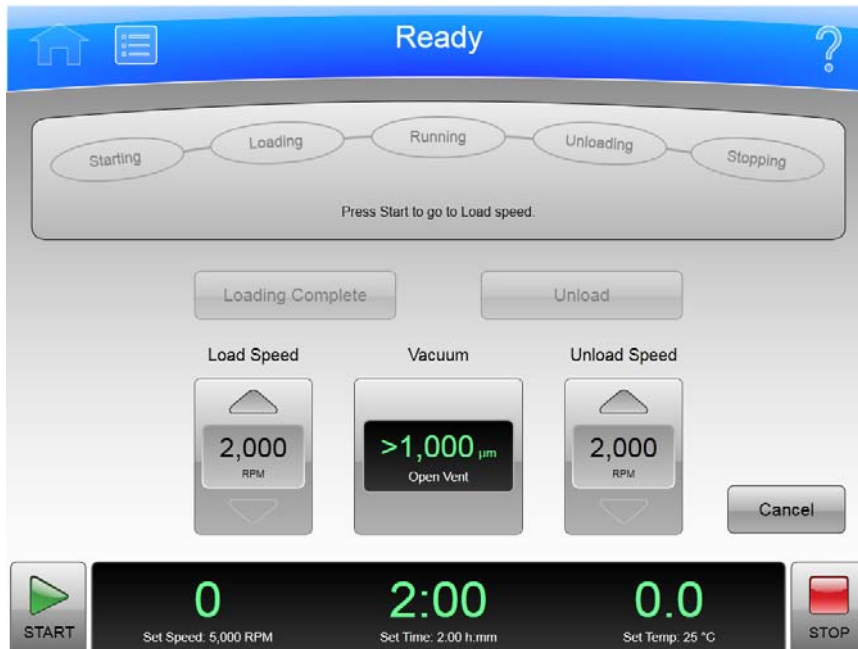 Ready
?
Starting
Loading
Running
Unloading
Stopping
Press Start to go to Load speed.
Loading Complete
Unload
Load Speed
Vacuum
Unload Speed
2,000
RPM
>1,000 µm
Open Vent
2,000
RPM
Cancel
START
0
Set Speed: 5,000 RPM
2:00
Set Time: 2:00 h:mm
0.0
Set Temp: 25 °C
STOP